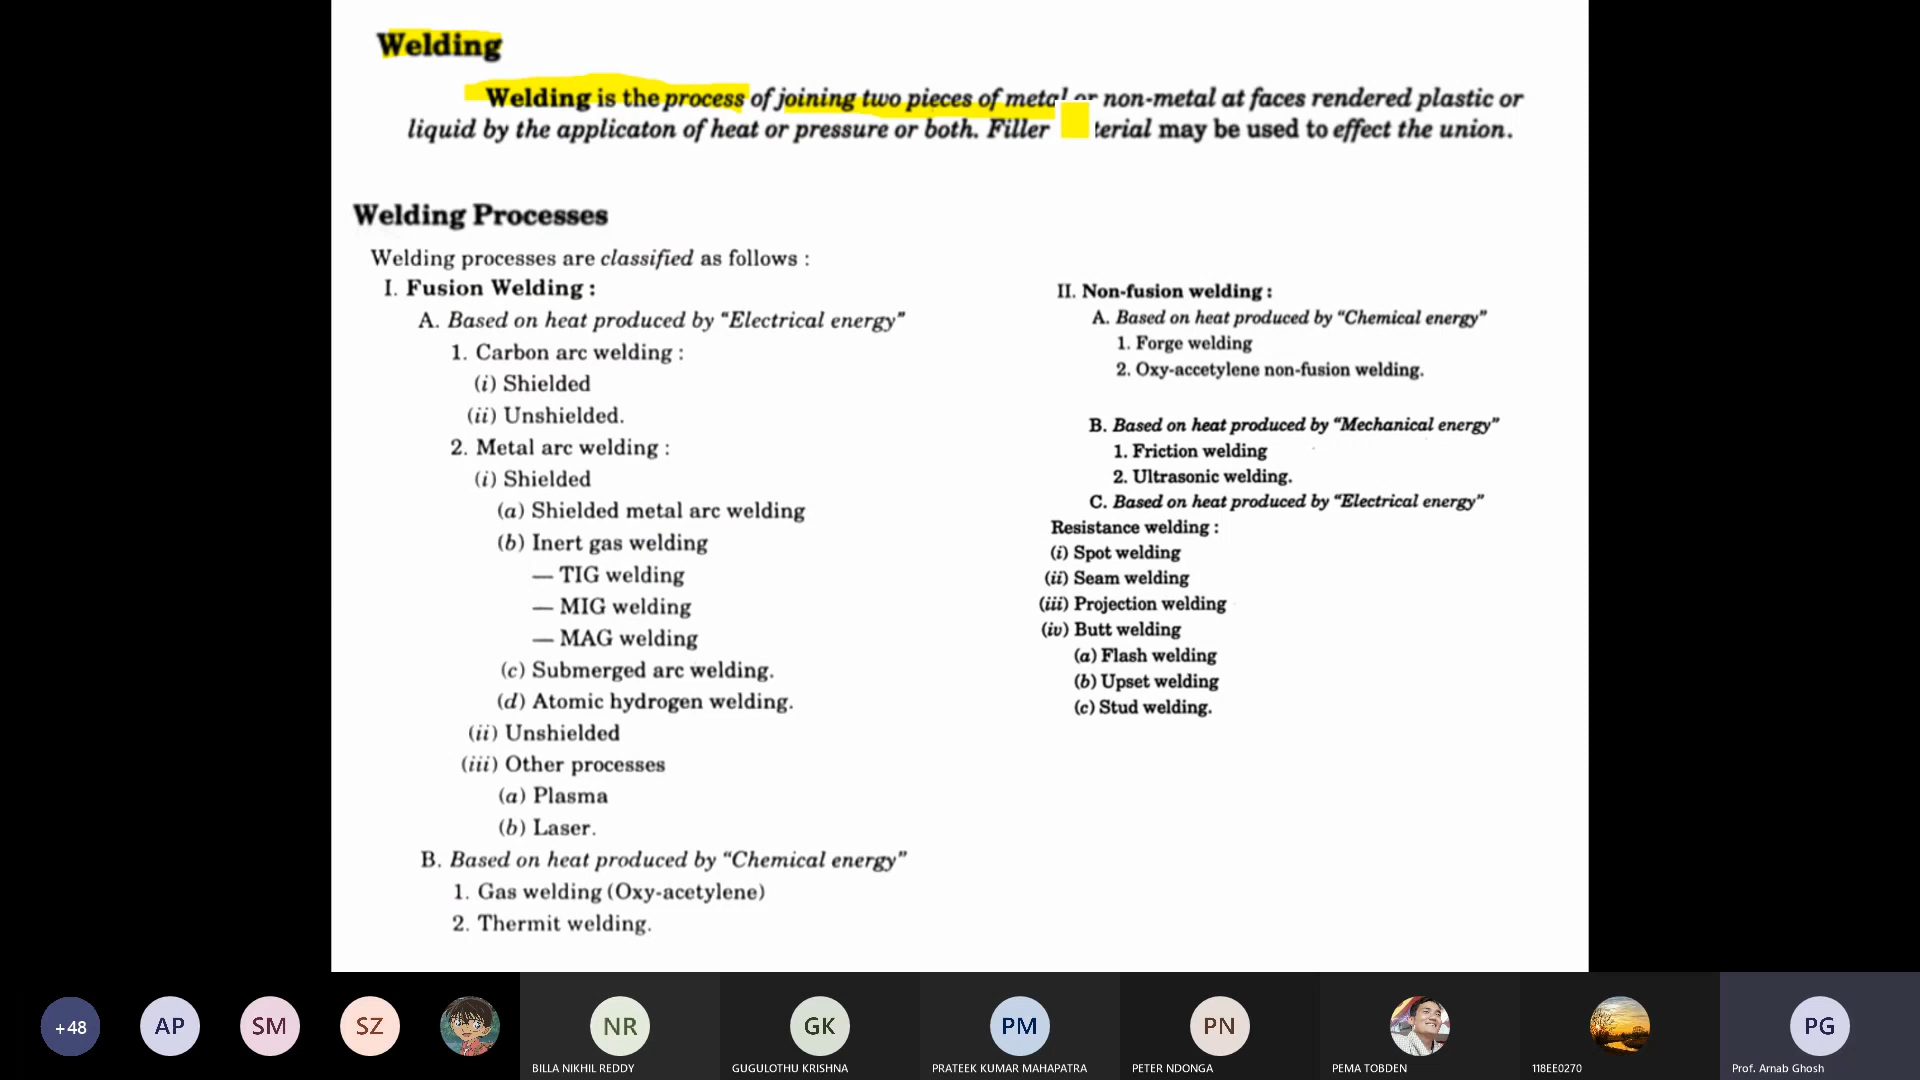 Welding
Welding is the process of joining two pieces of metal or non-metal at faces rendered plastic or
liquid by the applicaton of heat or pressure or both. Filler terial may be used to effect the union.
Welding Processes
Welding processes are classified as follows :
I. Fusion Welding :
A. Based on heat produced by “Electrical energy”
1. Carbon arc welding :
(i) Shielded
(ii) Unshielded.
2. Metal arc welding :
(i) Shielded
(a) Shielded metal arc welding
(b) Inert gas welding
— TIG welding
— MIG welding
— MAG welding
(c) Submerged arc welding.
(d) Atomic hydrogen welding.
(ii) Unshielded
(iii) Other processes
(a) Plasma
(b) Laser.
B. Based on heat produced by “Chemical energy”
1. Gas welding (Oxy-acetylene)
2. Thermit welding.
II. Non-fusion welding :
A. Based on heat produced by “Chemical energy”
1. Forge welding
2. Oxy-accetylene non-fusion welding.
B. Based on heat produced by “Mechanical energy”
1. Friction welding
2. Ultrasonic welding.
C. Based on heat produced by “Electrical energy”
Resistance welding :
(i) Spot welding
(ii) Seam welding
(iii) Projection welding
(iv) Butt welding
(a) Flash welding
(b) Upset welding
(c) Stud welding.
+48
AP
SM
SZ
NR
GK
PM
PN
PG
BILLA NIKHIL REDDY
GUGULOTHU KRISHNA
PRATEEK KUMAR MAHAPATRA
PETER NDONGA
PEMA TOBDEN
118EE0270
Prof. Arnab Ghosh